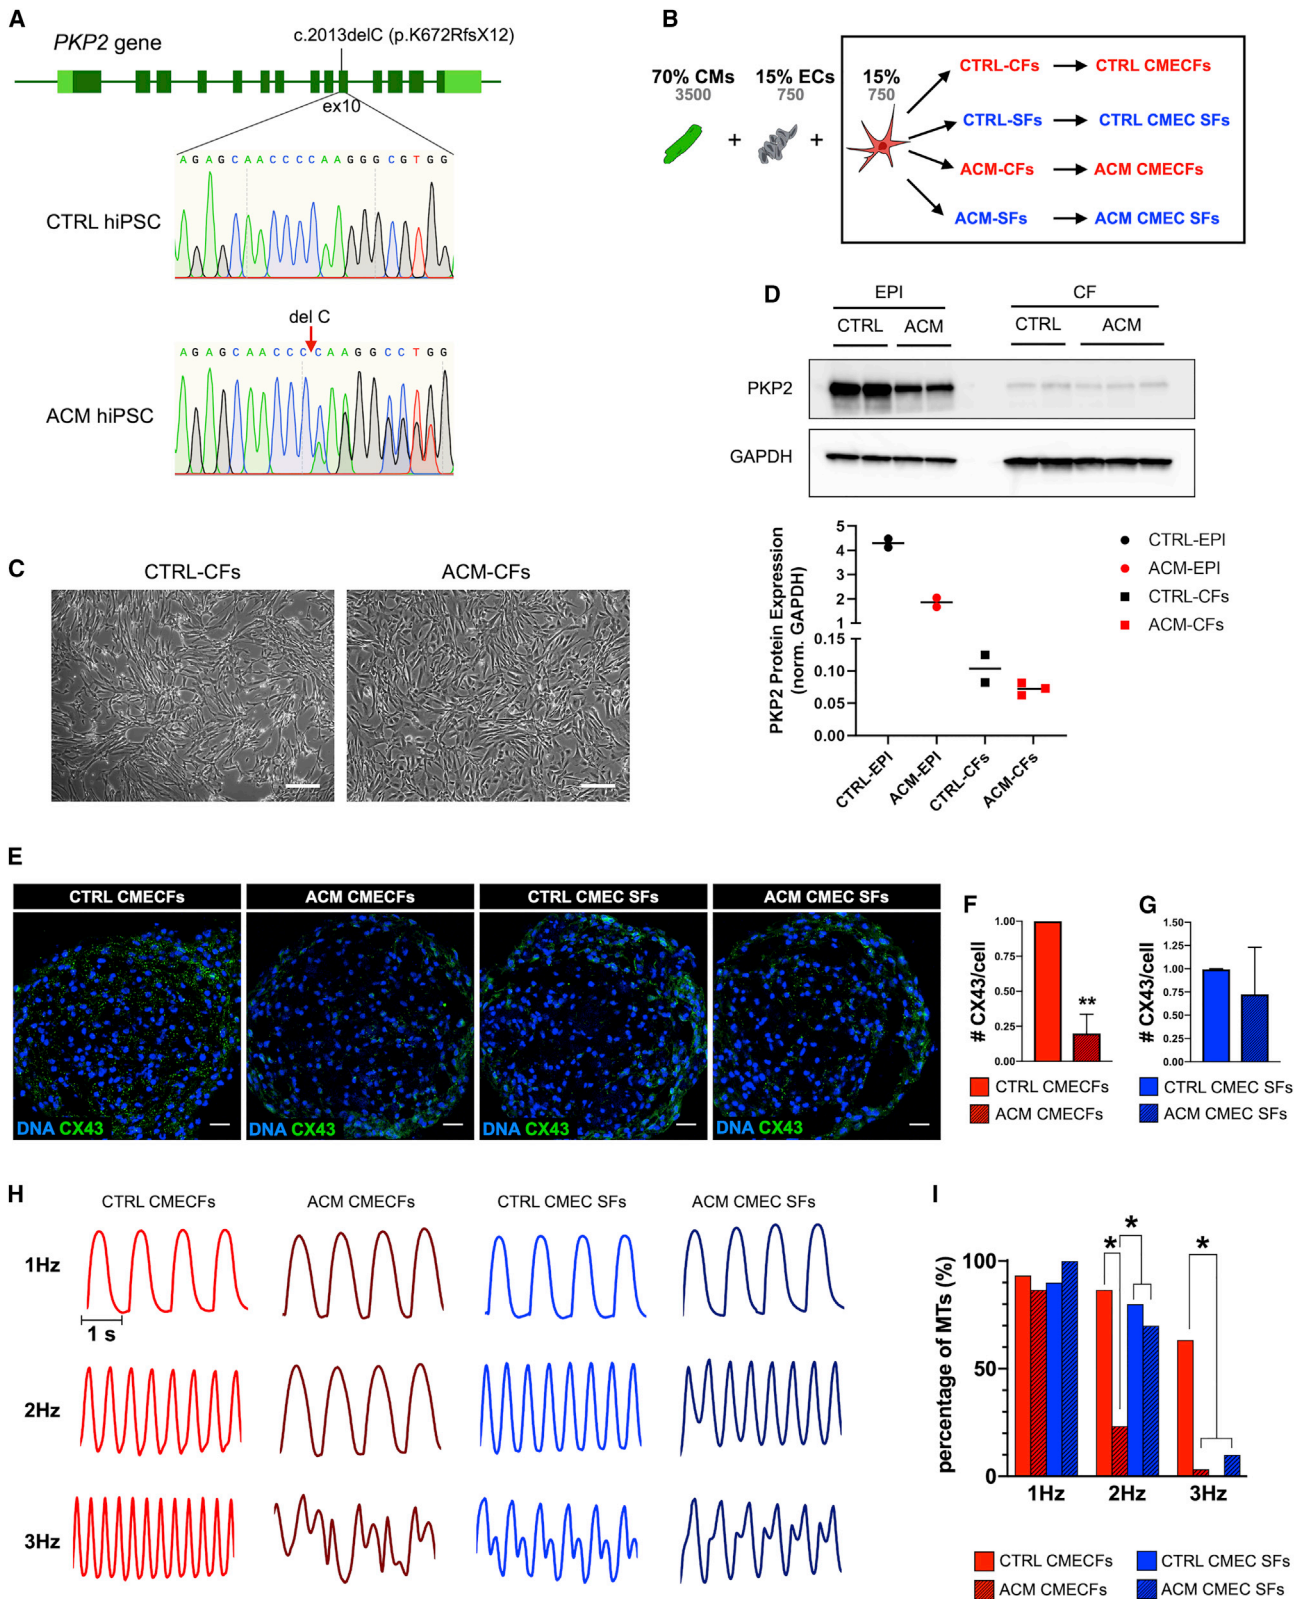 A
PKP2 gene
c.2013delC (p.K672RfsX12)
ex10
A G A G C A A C C C C A A G G G C G T G G
CTRL hiPSC
del C
A G A G C A A C C C C A A G G C C T G G
ACM hiPSC
B
70% CMs
3500
+
15% ECs
750
+
15%
750
CTRL-CFs
CTRL CMECFs
CTRL-SFs
CTRL CMEC SFs
ACM-CFs
ACM CMECFs
ACM-SFs
ACM CMEC SFs
C
CTRL-CFs
ACM-CFs
D
EPI
CF
CTRL
ACM
CTRL
ACM
PKP2
GAPDH
PKP2 Protein Expression
(norm. GAPDH)
5
4
3
2
1
0.15
0.10
0.05
0.00
CTRL-EPI
ACM-EPI
CTRL-CFs
ACM-CFs
CTRL-EPI
ACM-EPI
CTRL-CFs
ACM-CFs
E
CTRL CMECFs
ACM CMECFs
CTRL CMEC SFs
ACM CMEC SFs
DNA CX43
DNA CX43
DNA CX43
DNA CX43
F
# CX43/cell
1.00
0.75
0.50
0.25
0.00
**
CTRL CMECFs
ACM CMECFs
G
# CX43/cell
1.50
1.25
1.00
0.75
0.50
0.25
0.00
CTRL CMEC SFs
ACM CMEC SFs
H
CTRL CMECFs
ACM CMECFs
CTRL CMEC SFs
ACM CMEC SFs
1Hz
1 s
2Hz
3Hz
I
percentage of MTs (%)
100
50
0
*
*
*
1Hz
2Hz
3Hz
CTRL CMECFs
CTRL CMEC SFs
ACM CMECFs
ACM CMEC SFs